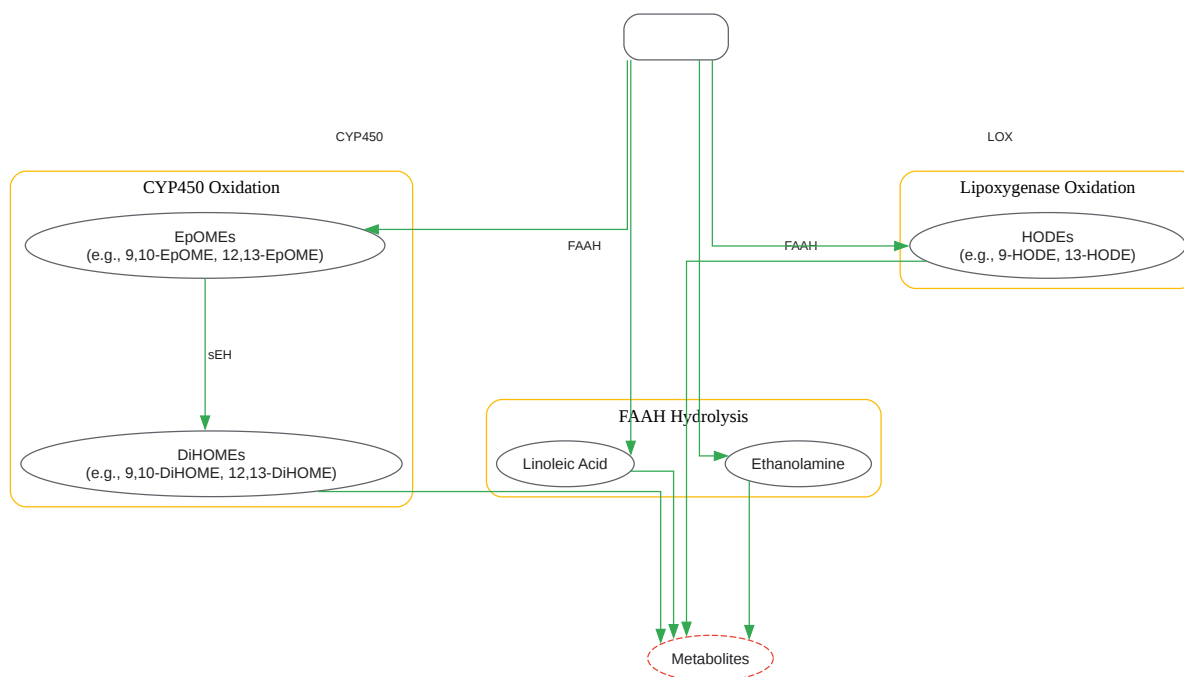 CYP450
LOX
CYP450 Oxidation
Lipoxygenase Oxidation
EpOMEs
(e.g., 9,10-EpOME, 12,13-EpOME)
FAAH
FAAH
HODEs
(e.g., 9-HODE, 13-HODE)
sEH
FAAH Hydrolysis
DiHOMEs
(e.g., 9,10-DiHOME, 12,13-DiHOME)
Linoleic Acid
Ethanolamine
Metabolites